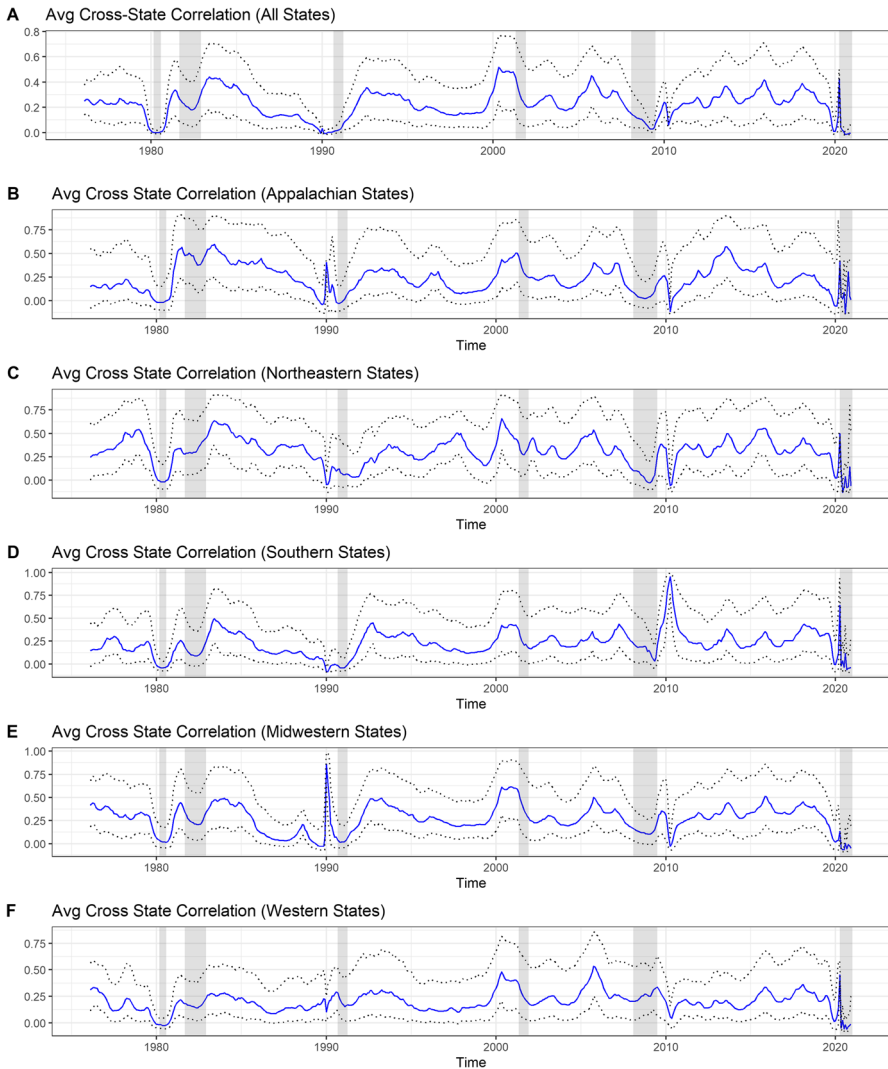 A
Avg Cross-State Correlation (All States)
0.8
0.6
0.4
0.2
0.0
1980 1990 2000 2010 2020
B
Avg Cross State Correlation (Appalachian States)
0.75
0.50
0.25
0.00
1980 1990 2000 2010 2020
Time
C
Avg Cross State Correlation (Northeastern States)
0.75
0.50
0.25
0.00
1980 1990 2000 2010 2020
Time
D
Avg Cross State Correlation (Southern States)
1.00
0.75
0.50
0.25
0.00
1980 1990 2000 2010 2020
Time
E
Avg Cross State Correlation (Midwestern States)
1.00
0.75
0.50
0.25
0.00
1980 1990 2000 2010 2020
Time
F
Avg Cross State Correlation (Western States)
0.75
0.50
0.25
0.00
1980 1990 2000 2010 2020
Time